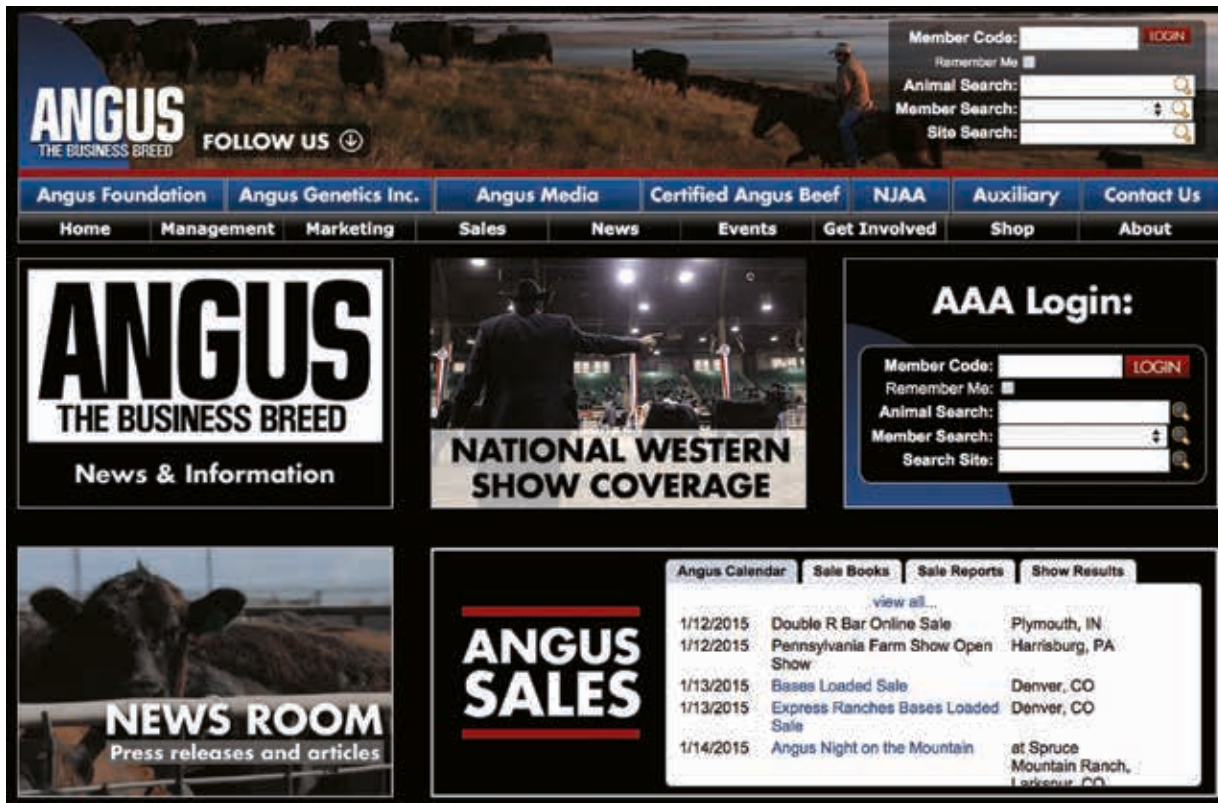 ANGUS
THE BUSINESS BREED
FOLLOW US
Member Code:
LOGIN
Remember Me
Animal Search:
Member Search:
Site Search:
Angus Foundation
Angus Genetics Inc.
Angus Media
Certified Angus Beef
NJAA
Auxiliary
Contact Us
Home
Management
Marketing
Sales
News
Events
Get Involved
Shop
About
ANGUS
THE BUSINESS BREED
News & Information
NATIONAL WESTERN
SHOW COVERAGE
AAA Login:
Member Code:
LOGIN
Remember Me:
Animal Search:
Member Search:
Search Site:
NEWS ROOM
Press releases and articles
ANGUS
SALES
Angus Calendar
Sale Books
Sale Reports
Show Results
view all...
1/12/2015 Double R Bar Online Sale Plymouth, IN
1/12/2015 Pennsylvania Farm Show Open Harrisburg, PA
Show
1/13/2015 Bases Loaded Sale Denver, CO
1/13/2015 Express Ranches Bases Loaded Denver, CO
Sale
1/14/2015 Angus Night on the Mountain at Spruce
Mountain Ranch,
Larkspur, CO